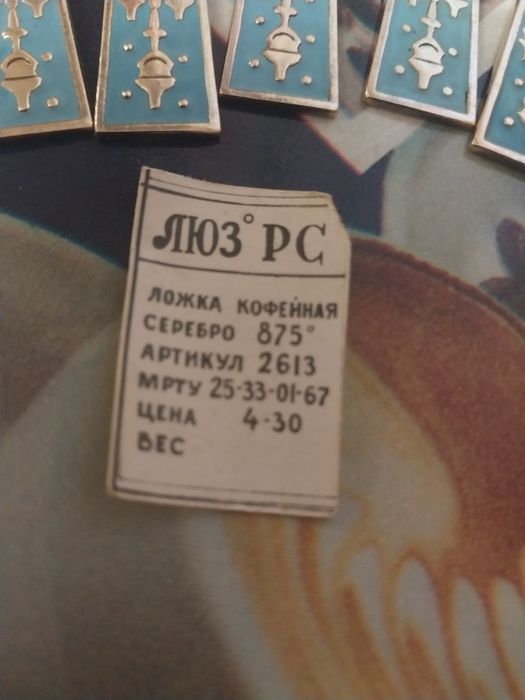 ЛЮЗ° РС
ЛОЖКА КОФЕЙНАЯ
СЕРЕБРО 875°
АРТИКУЛ 2613
МРТУ 25-33-01-67
ЦЕНА 4-30
ВЕС